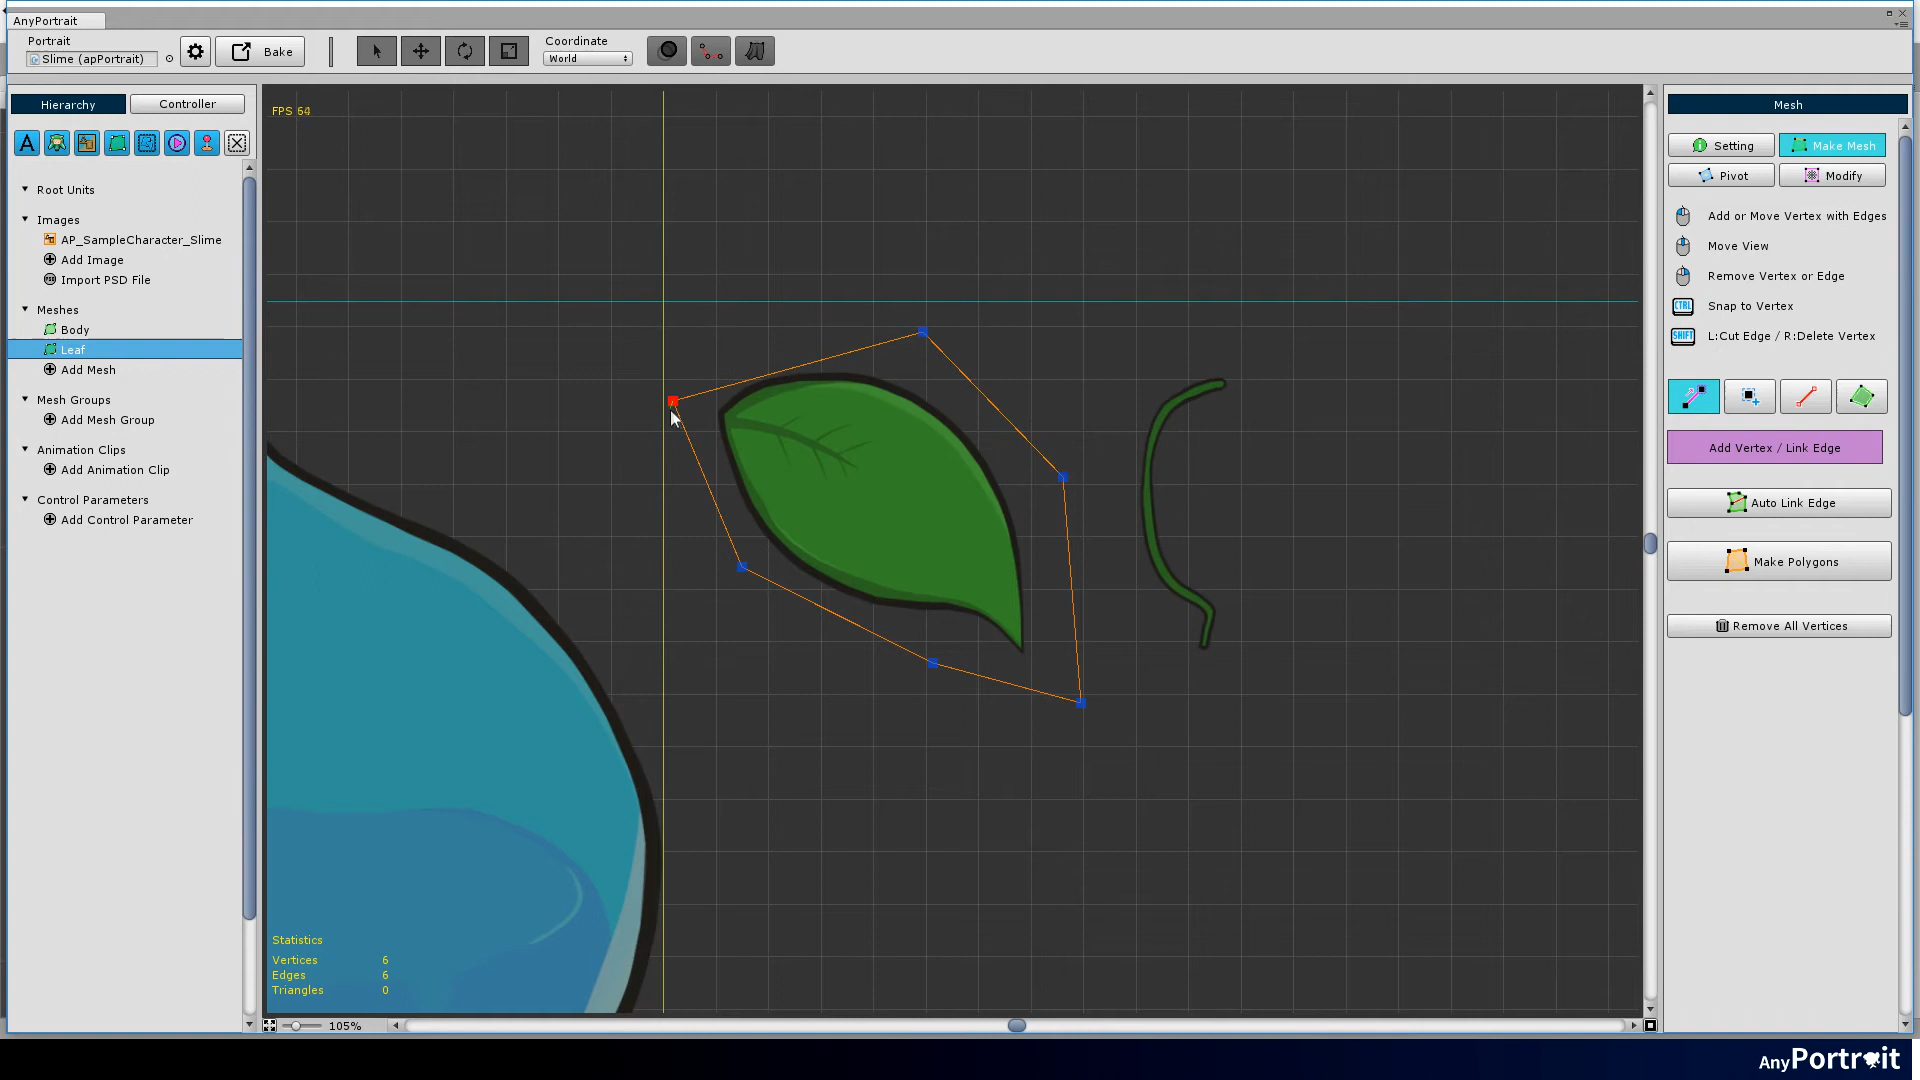 AnyPortrait
Portrait
Slime (apPortrait)
Bake
Coordinate
World
Hierarchy
Controller
A
Root Units
Images
AP_SampleCharacter_Slime
Add Image
Import PSD File
Meshes
Body
Leaf
Add Mesh
Mesh Groups
Add Mesh Group
Animation Clips
Add Animation Clip
Control Parameters
Add Control Parameter
FPS 64
Statistics
Vertices 6
Edges 6
Triangles 0
105%
Mesh
Setting
Make Mesh
Pivot
Modify
Add or Move Vertex with Edges
Move View
Remove Vertex or Edge
CTRL Snap to Vertex
SHIFT L:Cut Edge / R:Delete Vertex
Add Vertex / Link Edge
Auto Link Edge
Make Polygons
Remove All Vertices
AnyPortrait